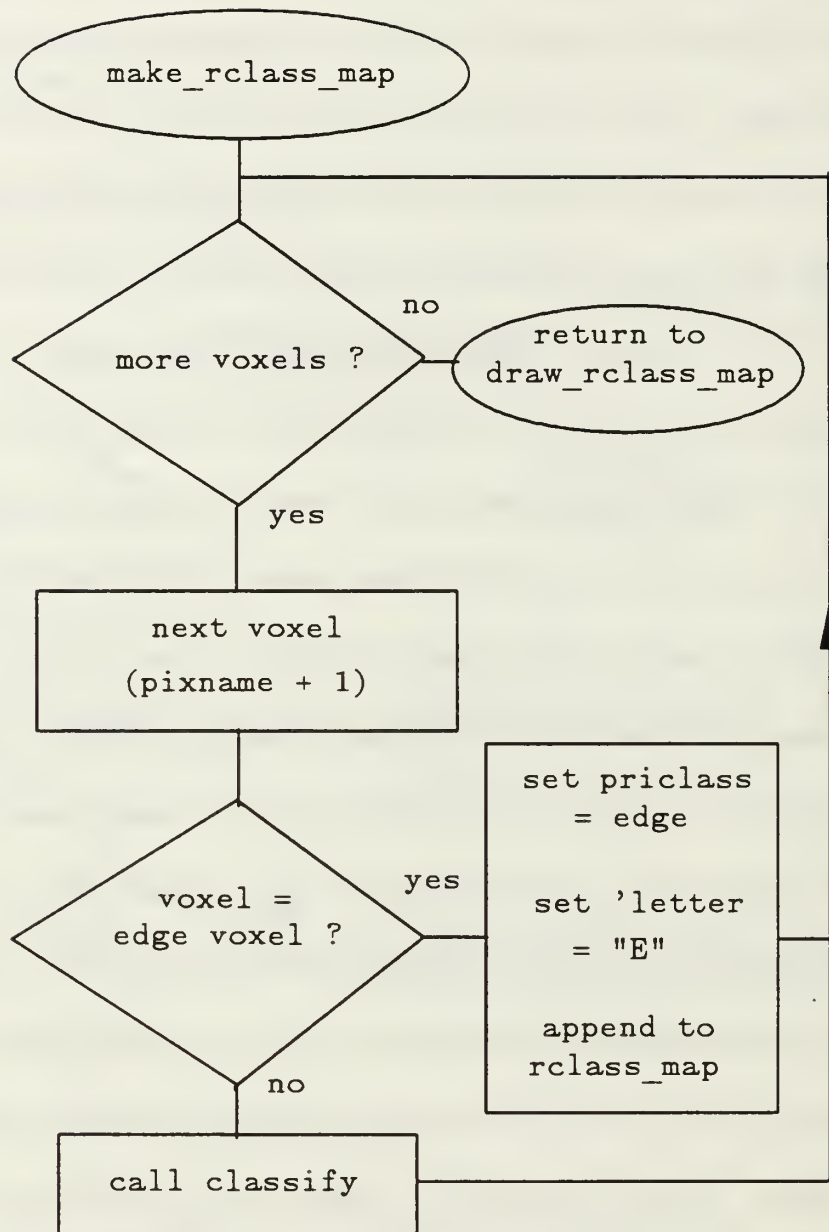 make_rclass_map
more voxels ?
no
return to
draw_rclass_map
yes
next voxel
(pixname + 1)
voxel =
edge voxel ?
yes
set priclass
= edge
set 'letter
= "E"
append to
rclass_map
no
call classify